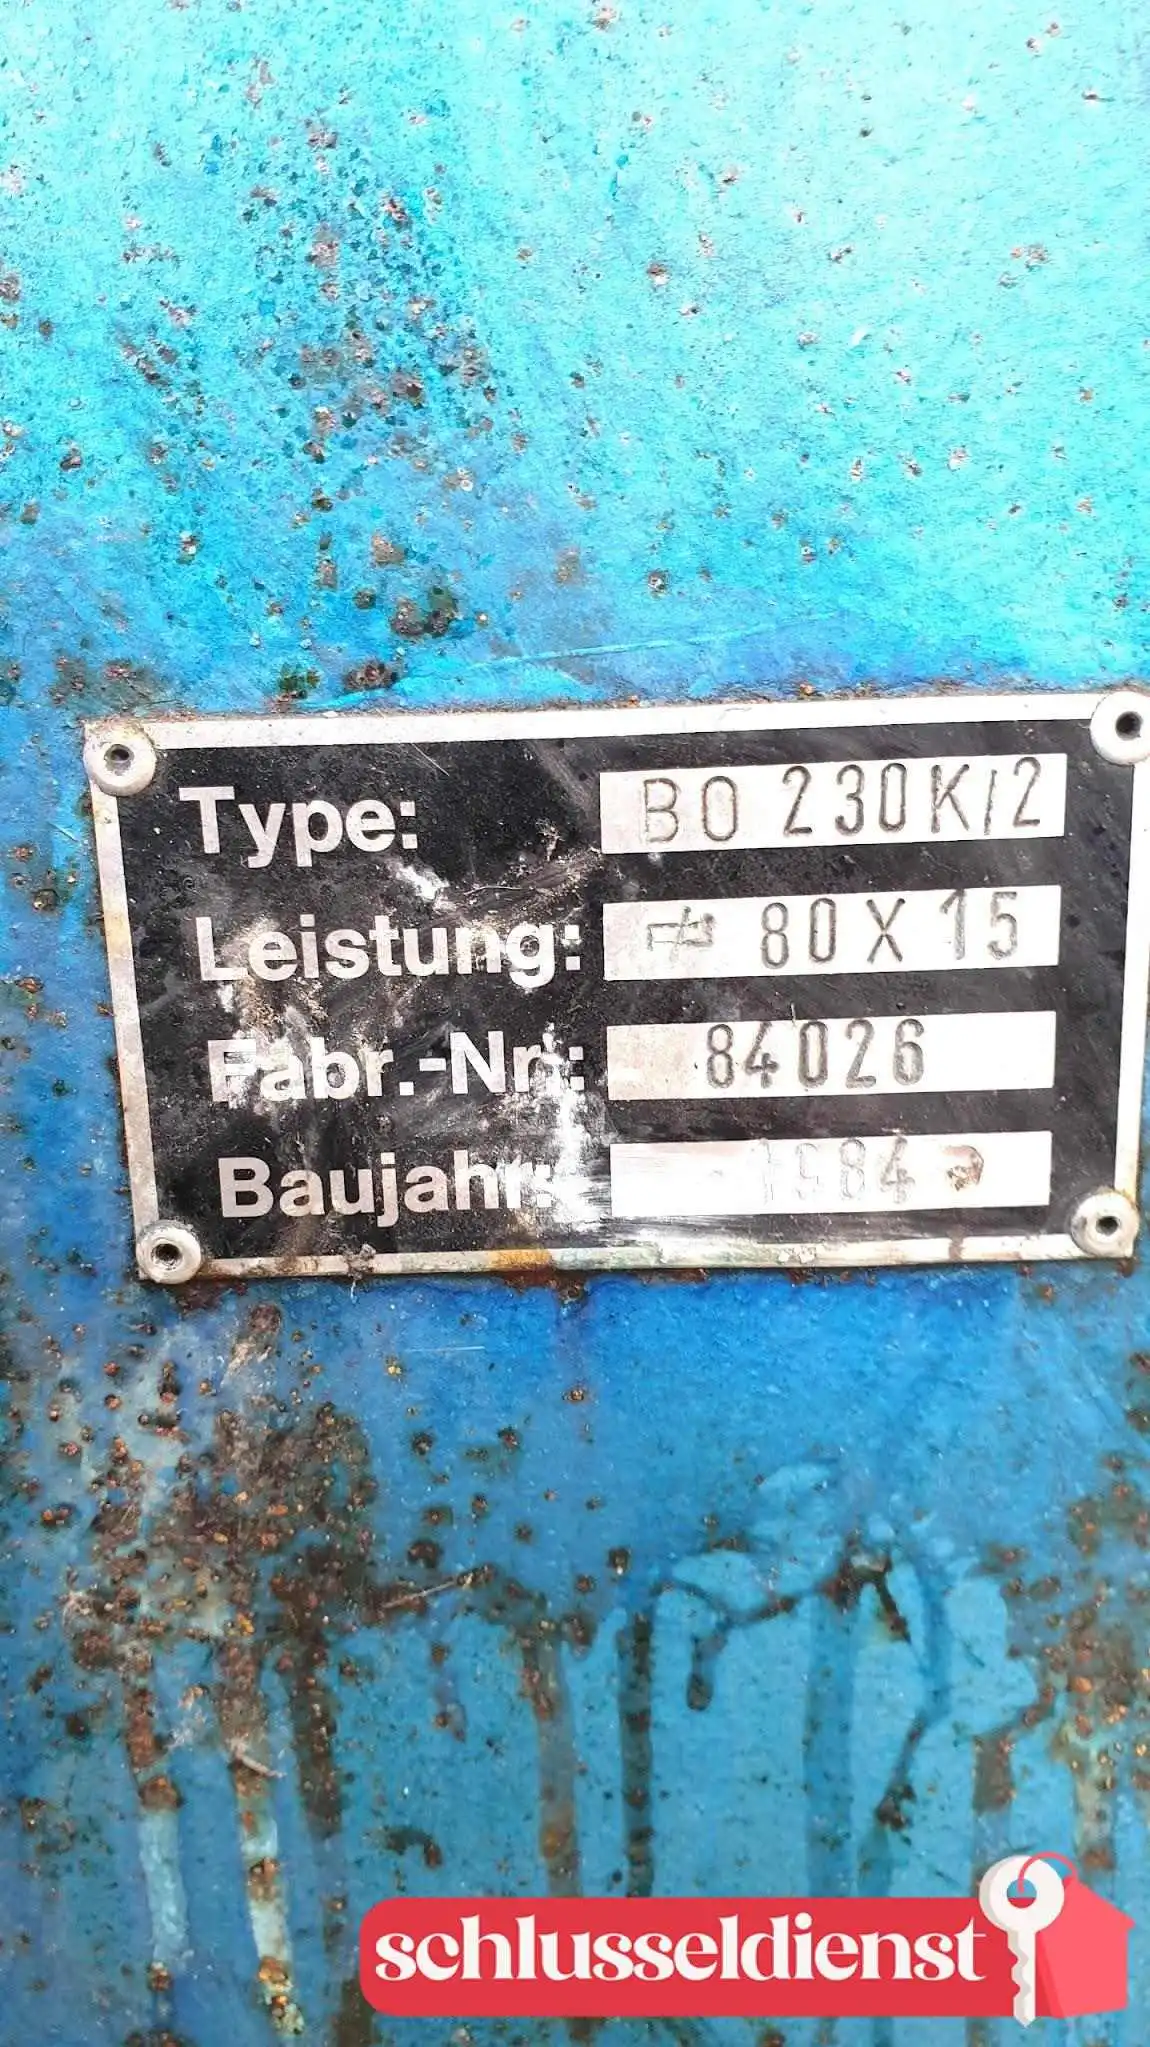 Type: BO 230K/2
Leistung: 80 X 15
Fabr.-Nr.: 84026
Baujahr: 1984
schlusseldienst